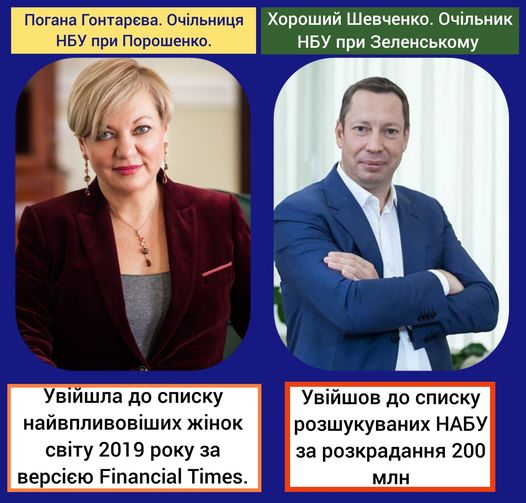 Погана Гонтарєва. Очільниця
НБУ при Порошенко.
Хороший Шевченко. Очільник
НБУ при Зеленському
Увійшла до списку
найвпливовіших жінок
світу 2019 року за
версією Financial Times.
Увійшов до списку
розшукуваних НАБУ
за розкрадання 200
млн